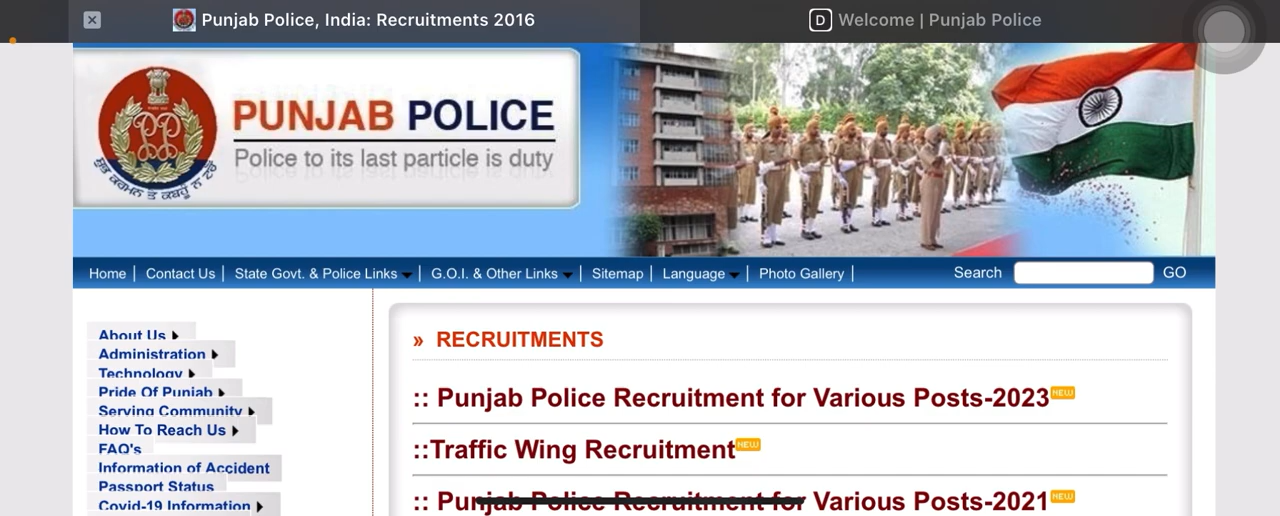 Punjab Police, India: Recruitments 2016
D Welcome | Punjab Police
PUNJAB POLICE
Police to its last particle is duty
Home | Contact Us | State Govt. & Police Links | G.O.I. & Other Links | Sitemap | Language | Photo Gallery | Search GO
About Us
Administration
Technology
Pride Of Punjab
Serving Community
How To Reach Us
FAQ's
Information of Accident
Passport Status
Covid-19 Information
» RECRUITMENTS
:: Punjab Police Recruitment for Various Posts-2023 NEW
::Traffic Wing Recruitment NEW
:: Punjab Police Recruitment for Various Posts-2021 NEW